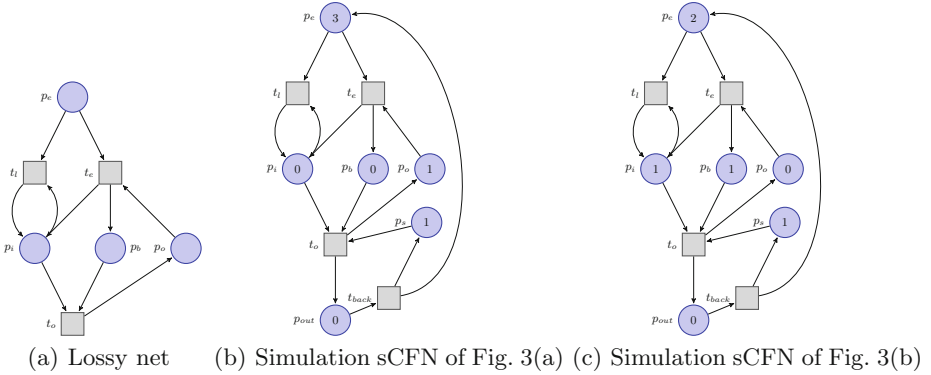 p_e 3
p_e 2
t_l t_e
t_l t_e
p_e
p_i 0 p_b 0 p_o 1
p_i 1 p_b 1 p_o 0
t_l t_e
p_s 1
p_s 1
t_o
t_o
p_i p_b p_o
t_back
t_back
p_out 0
p_out 0
t_o
(a) Lossy net
(b) Simulation sCFN of Fig. 3(a)
(c) Simulation sCFN of Fig. 3(b)